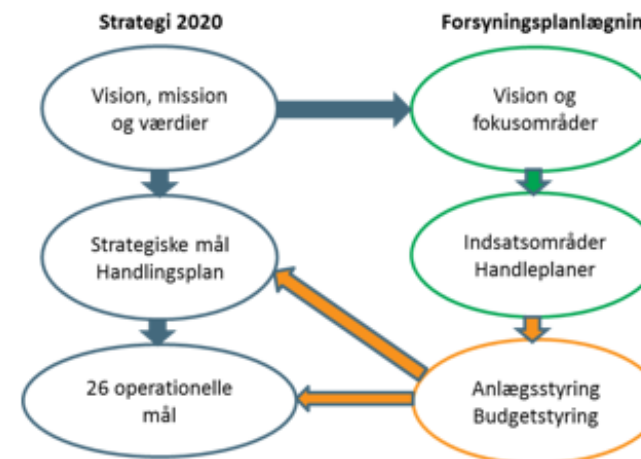 Strategi 2020
Vision, mission
og værdier
Strategiske mål
Handlingsplan
26 operationelle
mål
Forsyningsplanlægnin
Vision og
fokusområder
Indsatsområder
Handleplaner
Anlægsstyring
Budgetstyring